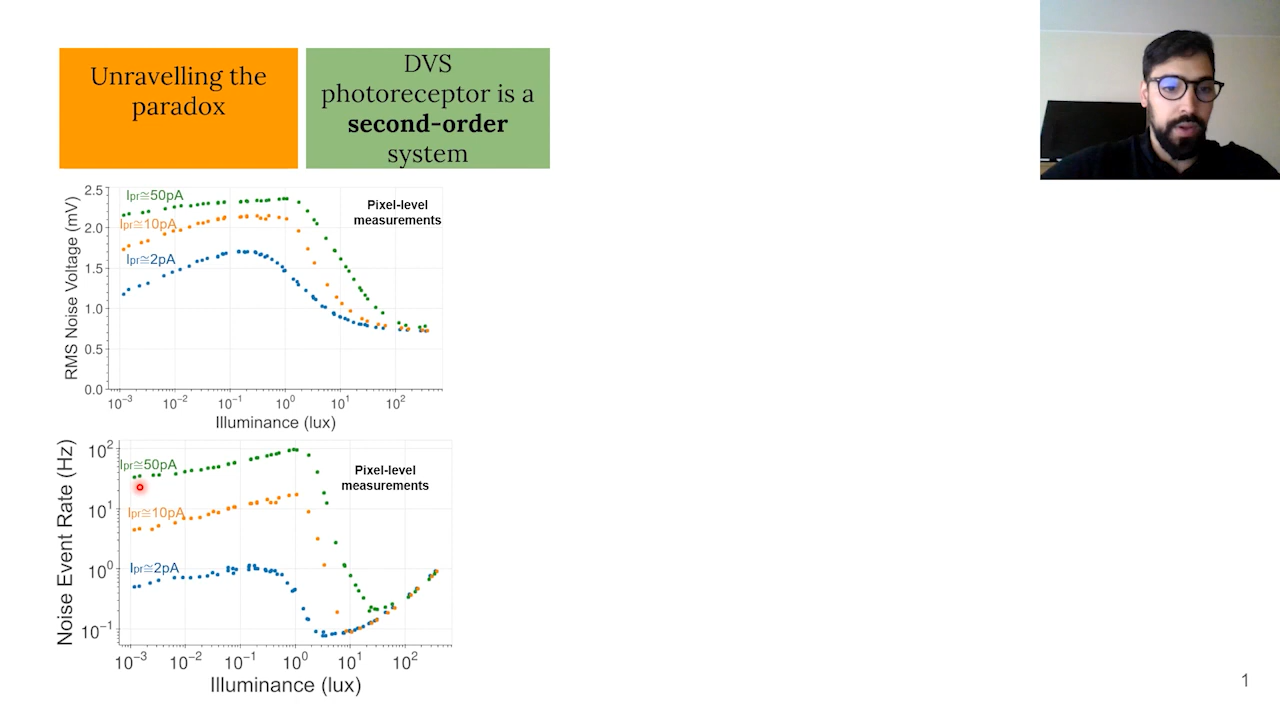 Unravelling the
paradox
DVS
photoreceptor is a
second-order
system
RMS Noise Voltage (mV)
2.5
2.0
1.5
1.0
0.5
0.0
Ipr≅50pA
Ipr≅10pA
Ipr≅2pA
Pixel-level
measurements
10⁻³ 10⁻² 10⁻¹ 10⁰ 10¹ 10²
Illuminance (lux)
Noise Event Rate (Hz)
10²
10¹
10⁰
10⁻¹
Ipr≅50pA
Ipr≅10pA
Ipr≅2pA
Pixel-level
measurements
10⁻³ 10⁻² 10⁻¹ 10⁰ 10¹ 10²
Illuminance (lux)
1